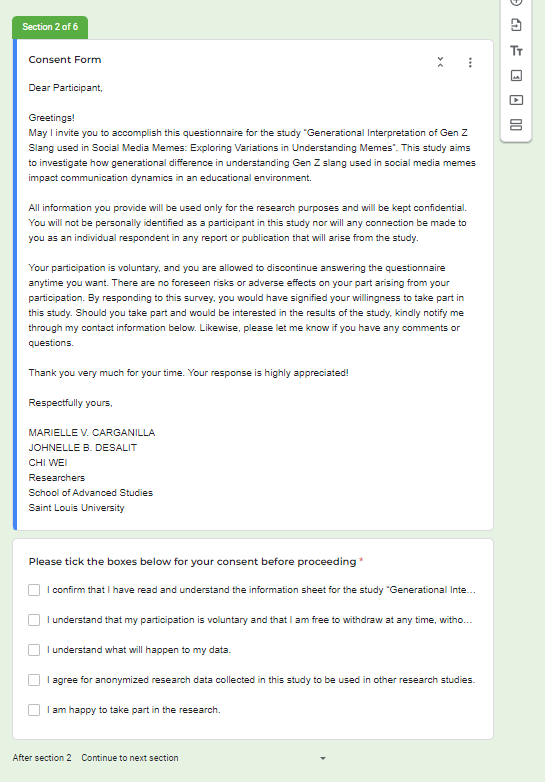 Section 2 of 6
Consent Form
Dear Participant,
Greetings!
May I invite you to accomplish this questionnaire for the study "Generational Interpretation of Gen Z
Slang used in Social Media Memes: Exploring Variations in Understanding Memes". This study aims
to investigate how generational difference in understanding Gen Z slang used in social media memes
impact communication dynamics in an educational environment.
All information you provide will be used only for the research purposes and will be kept confidential.
You will not be personally identified as a participant in this study nor will any connection be made to
you as an individual respondent in any report or publication that will arise from the study.
Your participation is voluntary, and you are allowed to discontinue answering the questionnaire
anytime you want. There are no foreseen risks or adverse effects on your part arising from your
participation. By responding to this survey, you would have signified your willingness to take part in
this study. Should you take part and would be interested in the results of the study, kindly notify me
through my contact information below. Likewise, please let me know if you have any comments or
questions.
Thank you very much for your time. Your response is highly appreciated!
Respectfully yours,
MARIELLE V. CARGANILLA
JOHNELLE B. DESALIT
CHI WEI
Researchers
School of Advanced Studies
Saint Louis University
Please tick the boxes below for your consent before proceeding *
I confirm that I have read and understand the information sheet for the study "Generational Inte...
I understand that my participation is voluntary and that I am free to withdraw at any time, witho...
I understand what will happen to my data.
I agree for anonymized research data collected in this study to be used in other research studies.
I am happy to take part in the research.
After section 2 Continue to next section